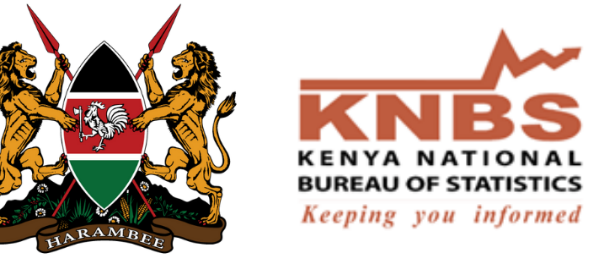 HARAMBEE
KNBS
KENYA NATIONAL
BUREAU OF STATISTICS
Keeping you informed